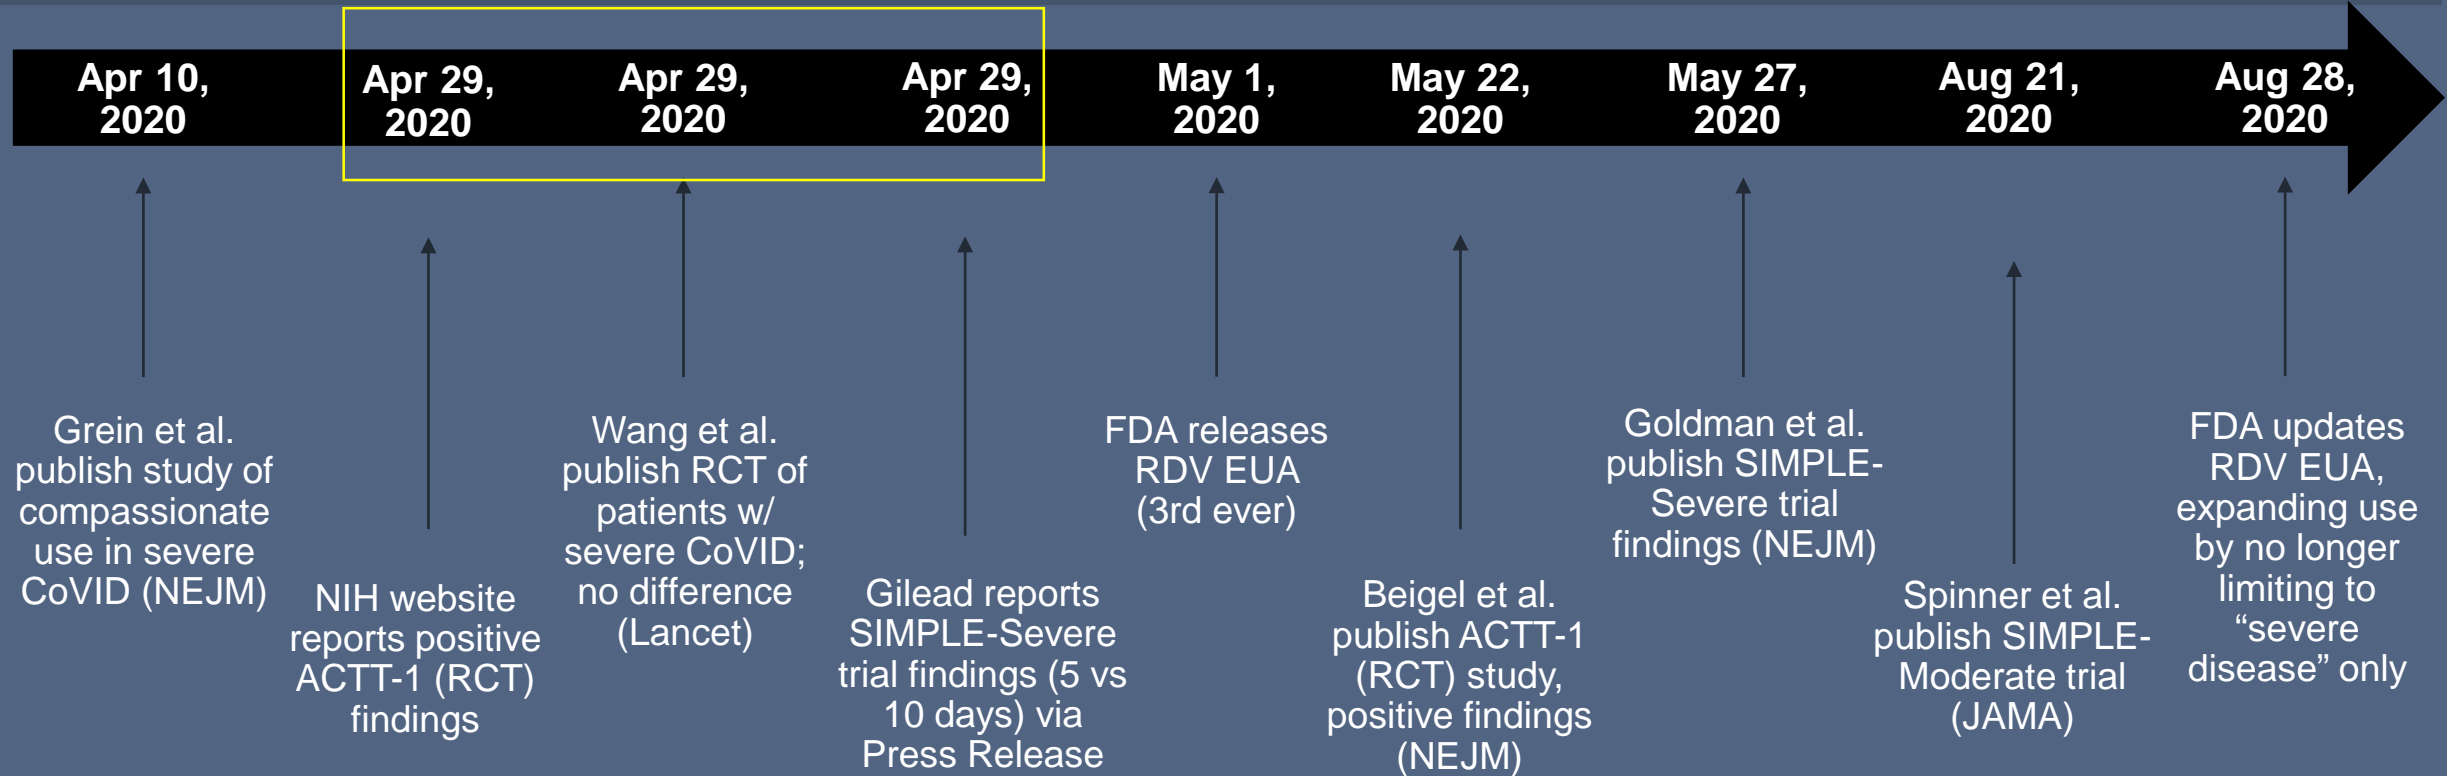 Apr 10,
2020
Apr 29,
2020
Apr 29,
2020
Apr 29,
2020
May 1,
2020
May 22,
2020
May 27,
2020
Aug 21,
2020
Aug 28,
2020
Grein et al.
publish study of
compassionate
use in severe
CoVID (NEJM)
NIH website
reports positive
ACTT-1 (RCT)
findings
Wang et al.
publish RCT of
patients w/
severe CoVID;
no difference
(Lancet)
Gilead reports
SIMPLE-Severe
trial findings (5 vs
10 days) via
Press Release
FDA releases
RDV EUA
(3rd ever)
Beigel et al.
publish ACTT-1
(RCT) study,
positive findings
(NEJM)
Goldman et al.
publish SIMPLE-
Severe trial
findings (NEJM)
Spinner et al.
publish SIMPLE-
Moderate trial
(JAMA)
FDA updates
RDV EUA,
expanding use
by no longer
limiting to
“severe
disease” only